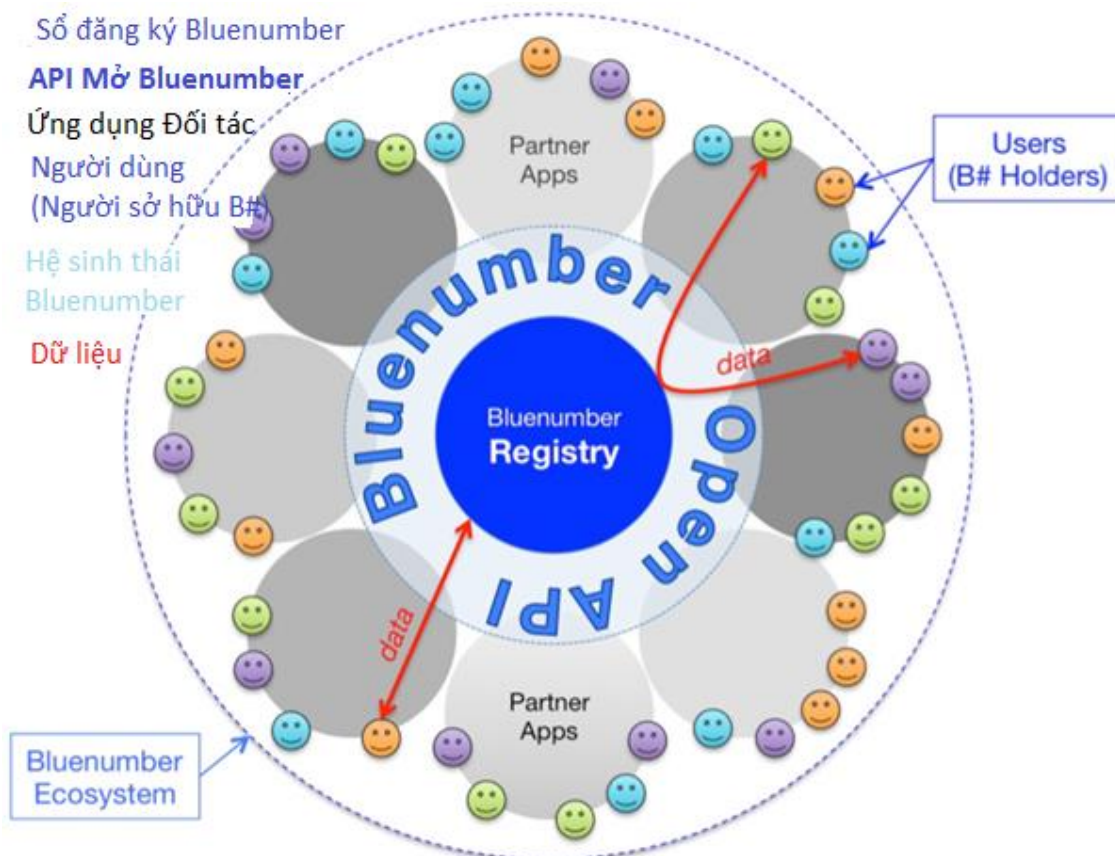 Sổ đăng ký Bluenumber
API Mở Bluenumber
Ứng dụng Đối tác
Người dùng
(Người sở hữu B#)
Hệ sinh thái
Bluenumber
Dữ liệu
Partner
Apps
Users
(B# Holders)
Bluenumber Open API
data
Bluenumber
Registry
data
Partner
Apps
Bluenumber
Ecosystem